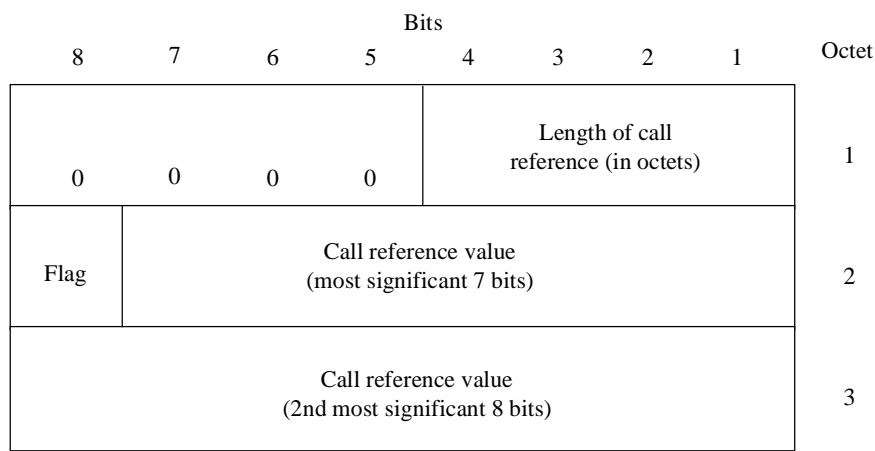 Bits
8 7 6 5 4 3 2 1 Octet
Length of call
reference (in octets)
1
0 0 0 0
Call reference value
(most significant 7 bits)
Flag
2
Call reference value
(2nd most significant 8 bits)
3